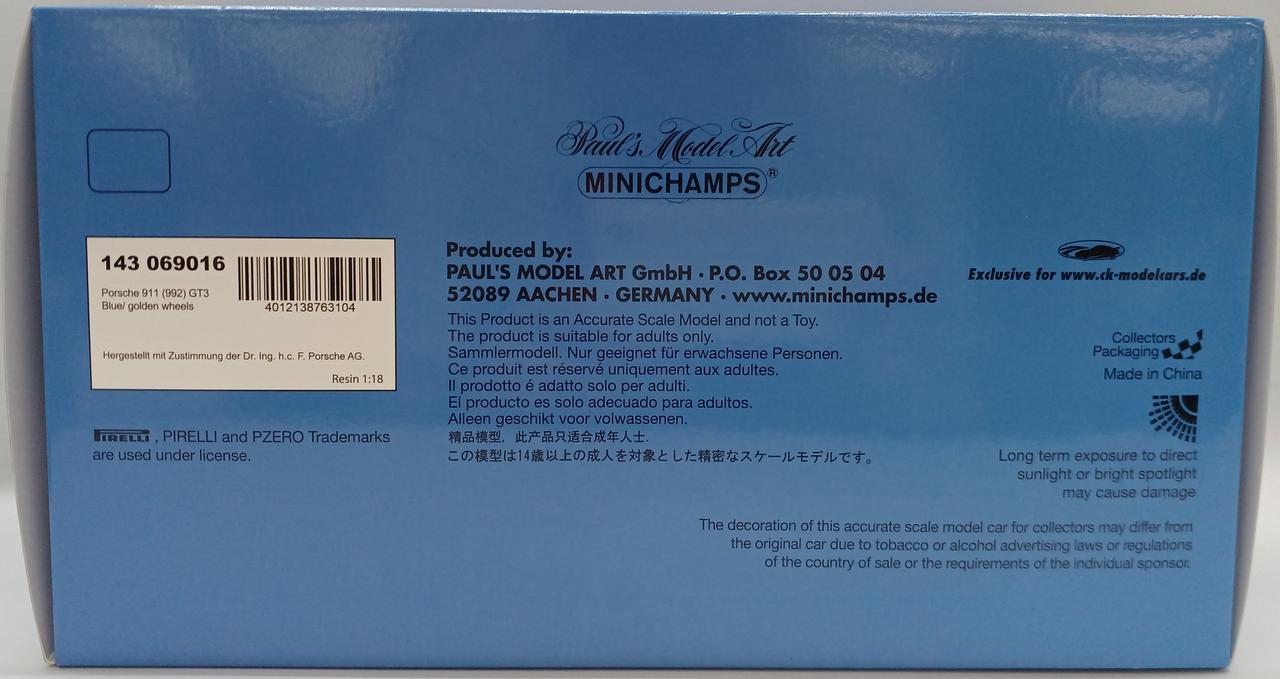 Paul's Model Art
MINICHAMPS®
143 069016
Porsche 911 (992) GT3
Blue/ golden wheels
4012138763104
Hergestellt mit Zustimmung der Dr. Ing. h.c. F. Porsche AG.
Resin 1:18
PIRELLI , PIRELLI and PZERO Trademarks
are used under license.
Produced by:
PAUL'S MODEL ART GmbH · P.O. Box 50 05 04
52089 AACHEN · GERMANY · www.minichamps.de
This Product is an Accurate Scale Model and not a Toy.
The product is suitable for adults only.
Sammlermodell. Nur geeignet für erwachsene Personen.
Ce produit est réservé uniquement aux adultes.
Il prodotto é adatto solo per adulti.
El producto es solo adecuado para adultos.
Alleen geschikt voor volwassenen.
精品模型, 此产品只适合成年人士.
この模型は14歳以上の成人を対象とした精密なスケールモデルです。
Exclusive for www.ck-modelcars.de
Collectors
Packaging
Made in China
Long term exposure to direct
sunlight or bright spotlight
may cause damage
The decoration of this accurate scale model car for collectors may differ from
the original car due to tobacco or alcohol advertising laws or regulations
of the country of sale or the requirements of the individual sponsor.